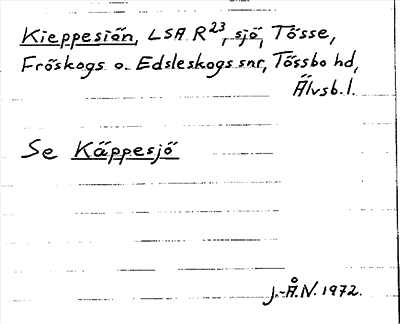 Kieppesiön, LSA R23, sjö, Tösse,
Fröskogs o. Edsleskogs snr, Tössbo hd,
Älvsb. l.
Se Käppesjö
J.-Å.N. 1972.